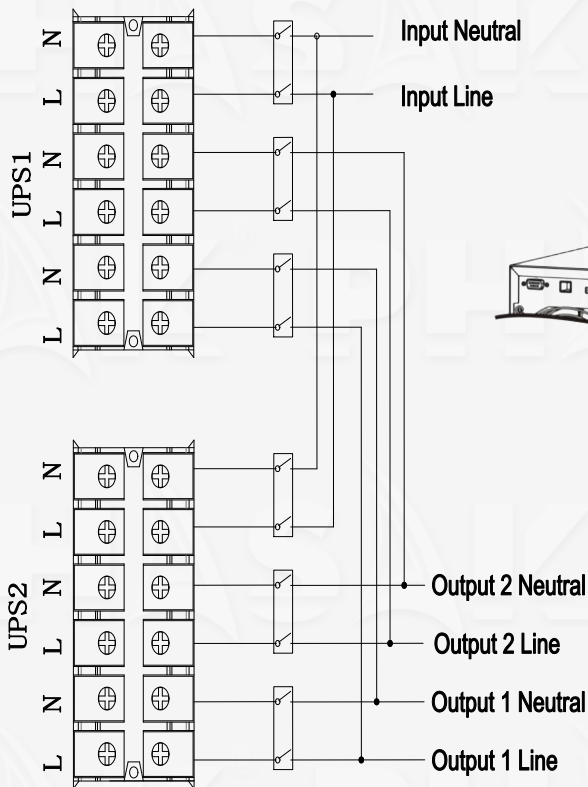 N
Input Neutral
L
Input Line
UPS1
N
L
N
L
N
L
UPS2
N
Output 2 Neutral
L
Output 2 Line
N
Output 1 Neutral
L
Output 1 Line